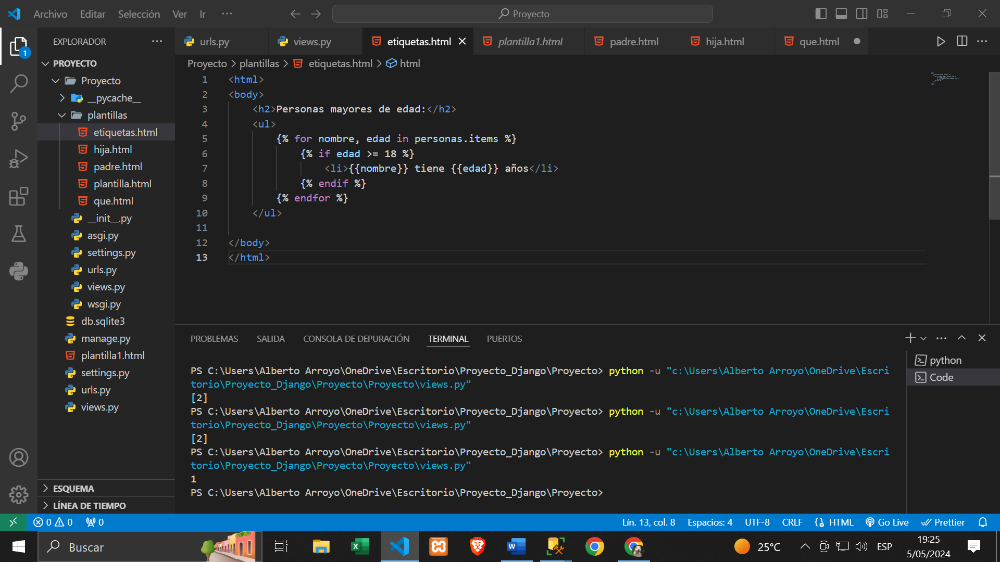 Archivo Editar Selección Ver Ir ··· Proyecto
EXPLORADOR ···
urls.py views.py etiquetas.html plantilla1.html padre.html hija.html que.html
Proyecto > plantillas > etiquetas.html > html
1
PROYECTO
Proyecto
__pycache__
plantillas
etiquetas.html
hija.html
padre.html
plantilla.html
que.html
__init__.py
asgi.py
settings.py
urls.py
views.py
wsgi.py
db.sqlite3
manage.py
plantilla1.html
settings.py
urls.py
views.py
ESQUEMA
LÍNEA DE TIEMPO
1 <html>
2 <body>
3 <h2>Personas mayores de edad:</h2>
4 <ul>
5 {% for nombre, edad in personas.items %}
6 {% if edad >= 18 %}
7 <li>{{nombre}} tiene {{edad}} años</li>
8 {% endif %}
9 {% endfor %}
10 </ul>
11
12 </body>
13 </html>
PROBLEMAS SALIDA CONSOLA DE DEPURACIÓN TERMINAL PUERTOS
PS C:\Users\Alberto Arroyo\OneDrive\Escritorio\Proyecto_Django\Proyecto> python -u "c:\Users\Alberto Arroyo\OneDrive\Escri
torio\Proyecto_Django\Proyecto\Proyecto\views.py"
[2]
PS C:\Users\Alberto Arroyo\OneDrive\Escritorio\Proyecto_Django\Proyecto> python -u "c:\Users\Alberto Arroyo\OneDrive\Escri
torio\Proyecto_Django\Proyecto\Proyecto\views.py"
[2]
PS C:\Users\Alberto Arroyo\OneDrive\Escritorio\Proyecto_Django\Proyecto> python -u "c:\Users\Alberto Arroyo\OneDrive\Escri
torio\Proyecto_Django\Proyecto\Proyecto\views.py"
1
PS C:\Users\Alberto Arroyo\OneDrive\Escritorio\Proyecto_Django\Proyecto>
python
Code
0 0 0 Lín. 13, col. 8 Espacios: 4 UTF-8 CRLF HTML Go Live Prettier
Buscar 25°C ESP
19:25
5/05/2024